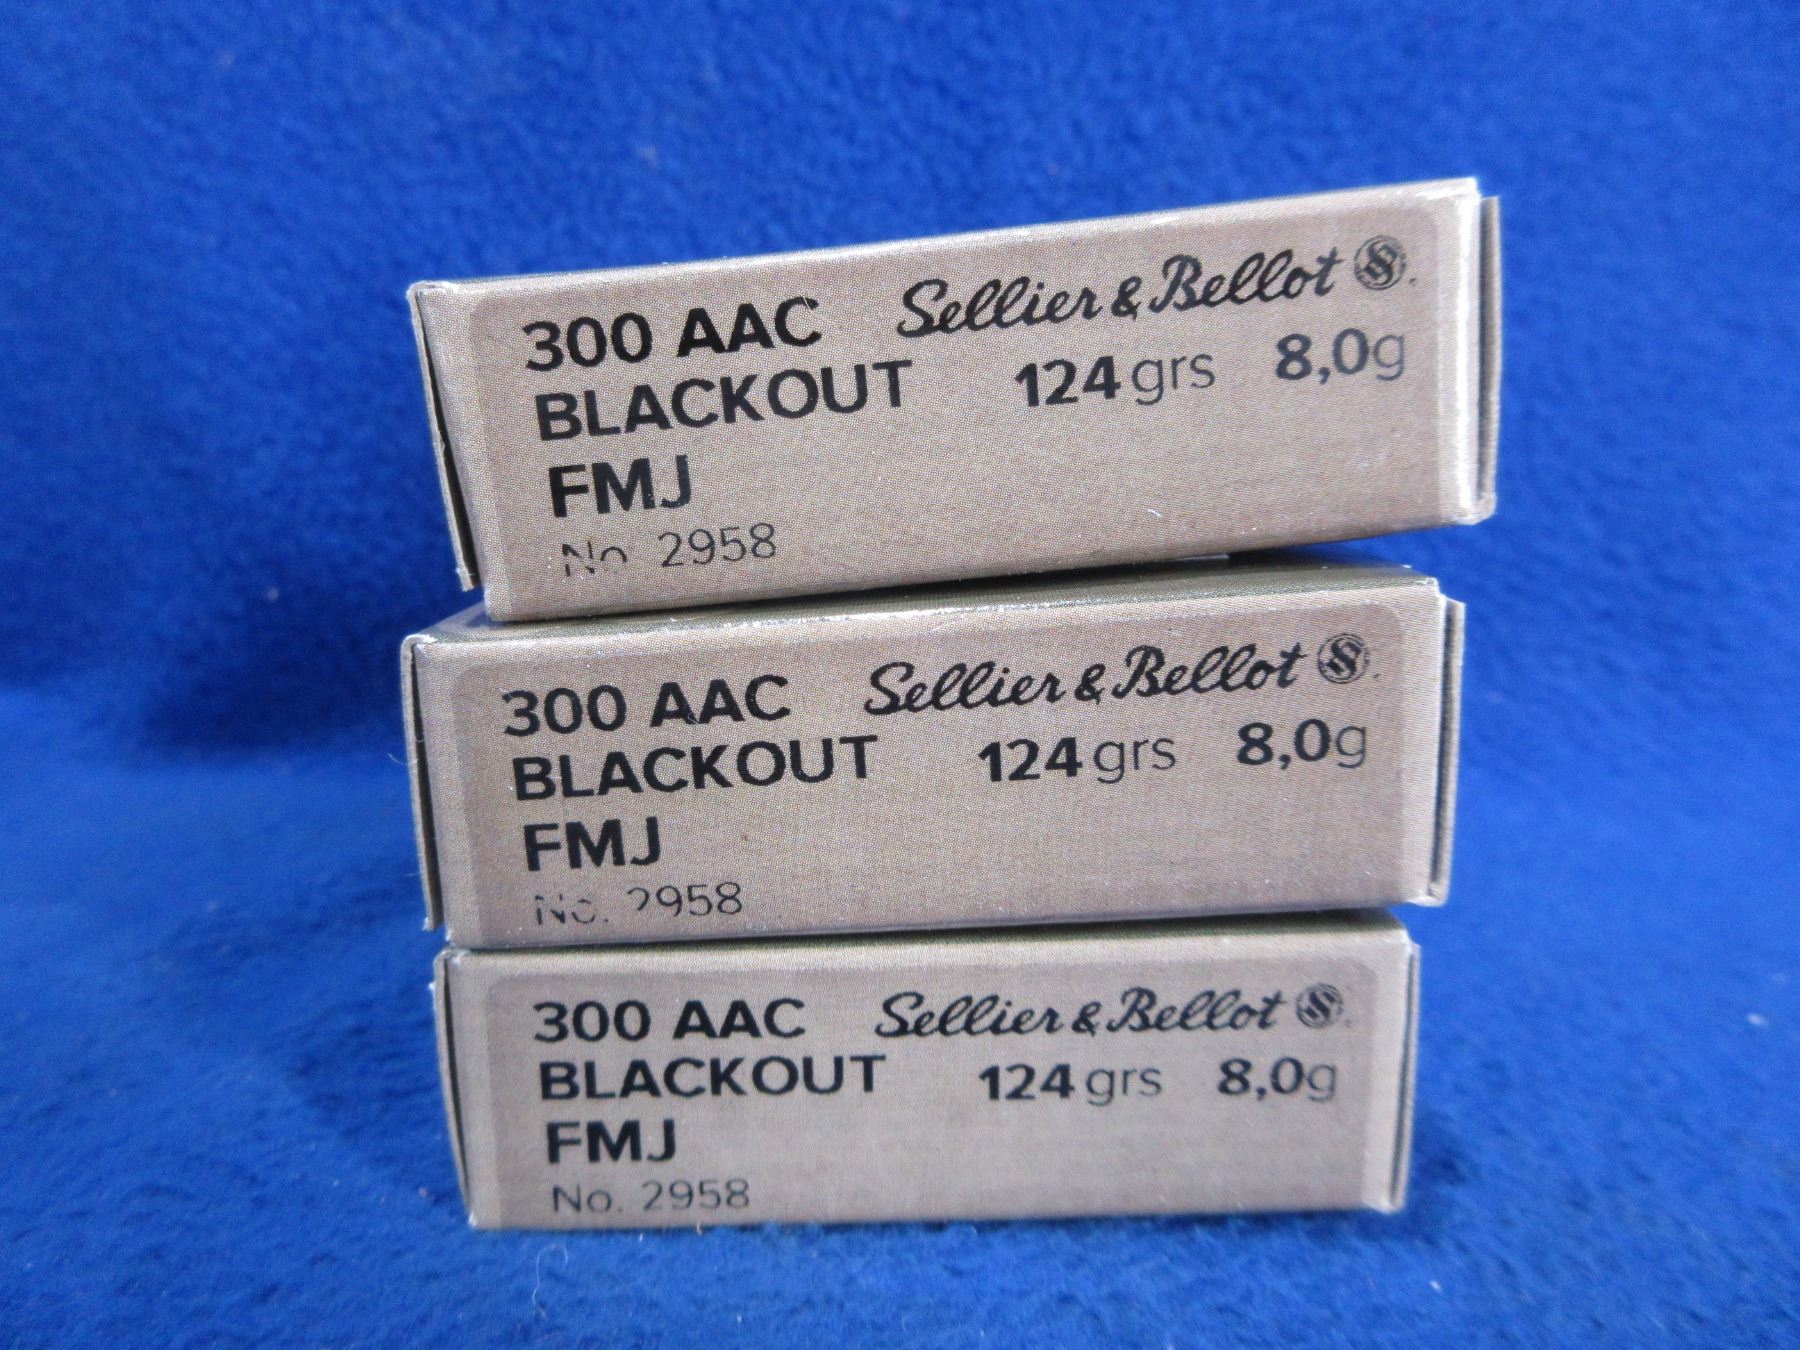 300 AAC Sellier & Bellot
BLACKOUT 124 grs 8,0g
FMJ
No. 2958
300 AAC Sellier & Bellot
BLACKOUT 124 grs 8,0g
FMJ
No. 2958
300 AAC Sellier & Bellot
BLACKOUT 124 grs 8,0g
FMJ
No. 2958